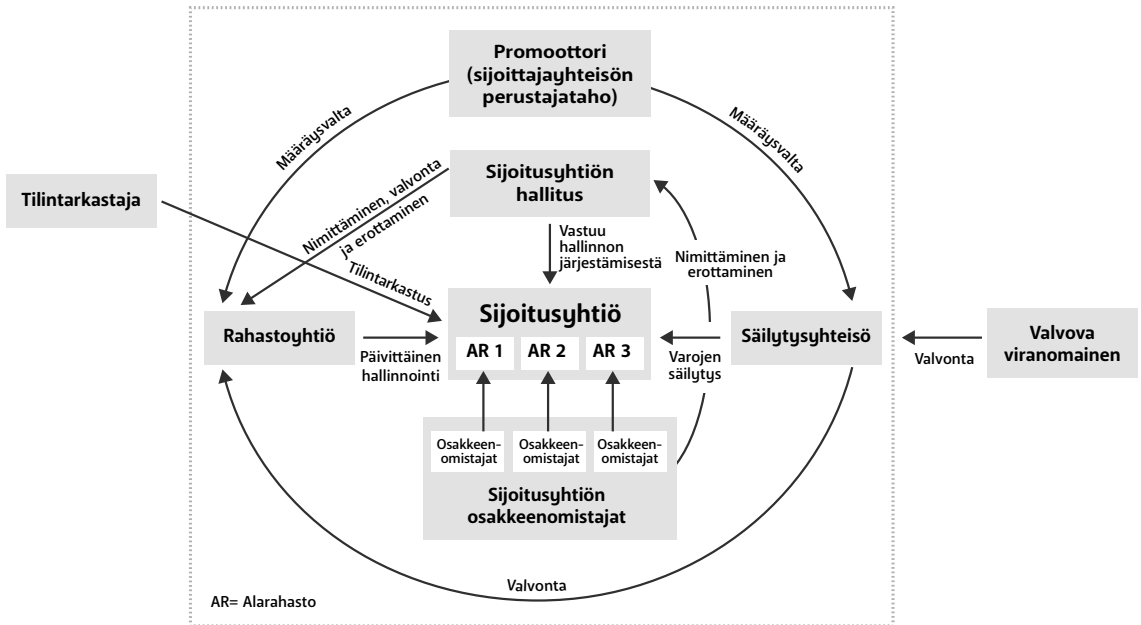 Promoottori
(sijoittajayhteisön
perustajataho)
Määräysvalta
Määräysvalta
Tilintarkastaja
Nimittäminen, valvonta
ja erottaminen
Sijoitusyhtiön
hallitus
Vastuu
hallinnon
järjestämisestä
Nimittäminen ja
erottaminen
Tilintarkastus
Rahastoyhtiö
Päivittäinen
hallinnointi
Sijoitusyhtiö
AR 1
AR 2
AR 3
Varojen
säilytys
Säilytysyhteisö
Valvonta
Valvova
viranomainen
Osakkeen-
omistajat
Osakkeen-
omistajat
Osakkeen-
omistajat
Sijoitusyhtiön
osakkeenomistajat
Valvonta
AR= Alarahasto